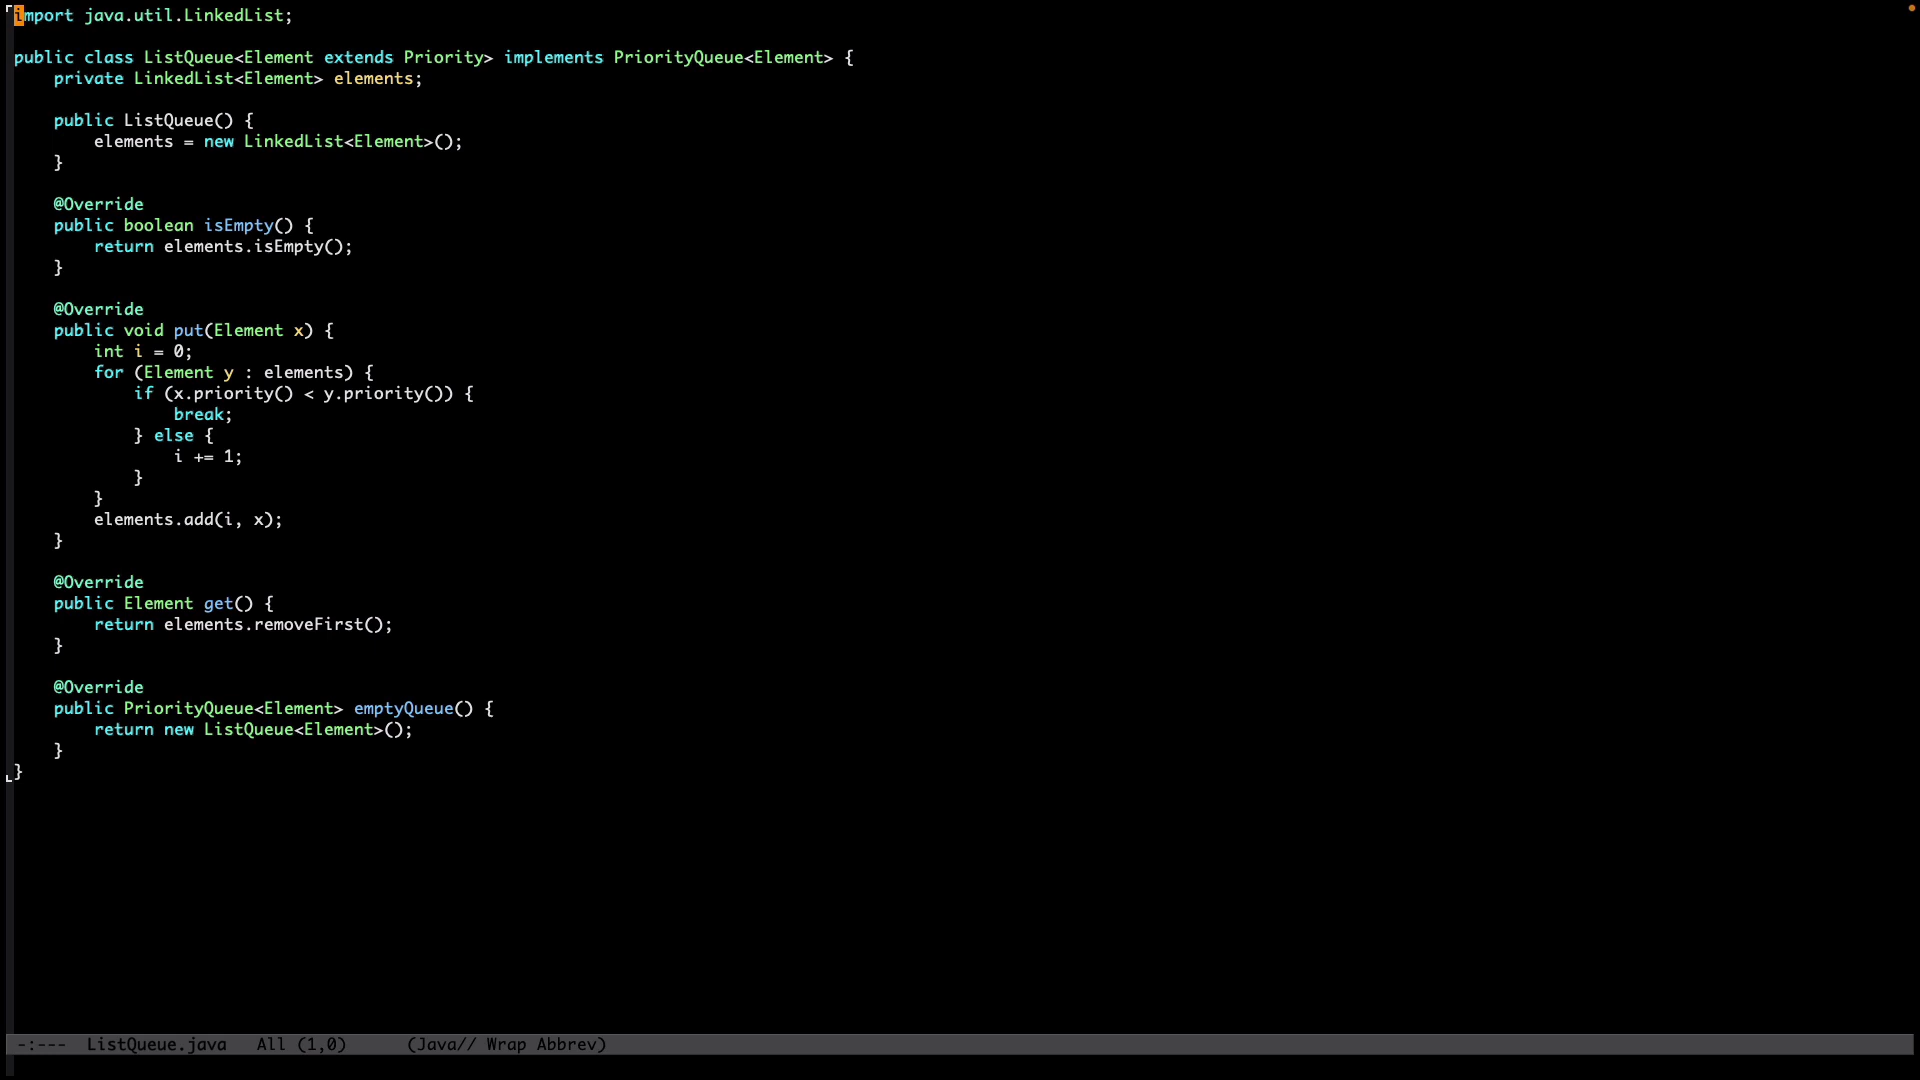 import java.util.LinkedList;

public class ListQueue<Element extends Priority> implements PriorityQueue<Element> {
    private LinkedList<Element> elements;

    public ListQueue() {
        elements = new LinkedList<Element>();
    }

    @Override
    public boolean isEmpty() {
        return elements.isEmpty();
    }

    @Override
    public void put(Element x) {
        int i = 0;
        for (Element y : elements) {
            if (x.priority() < y.priority()) {
                break;
            } else {
                i += 1;
            }
        }
        elements.add(i, x);
    }

    @Override
    public Element get() {
        return elements.removeFirst();
    }

    @Override
    public PriorityQueue<Element> emptyQueue() {
        return new ListQueue<Element>();
    }
}
-:---  ListQueue.java   All (1,0)      (Java// Wrap Abbrev)